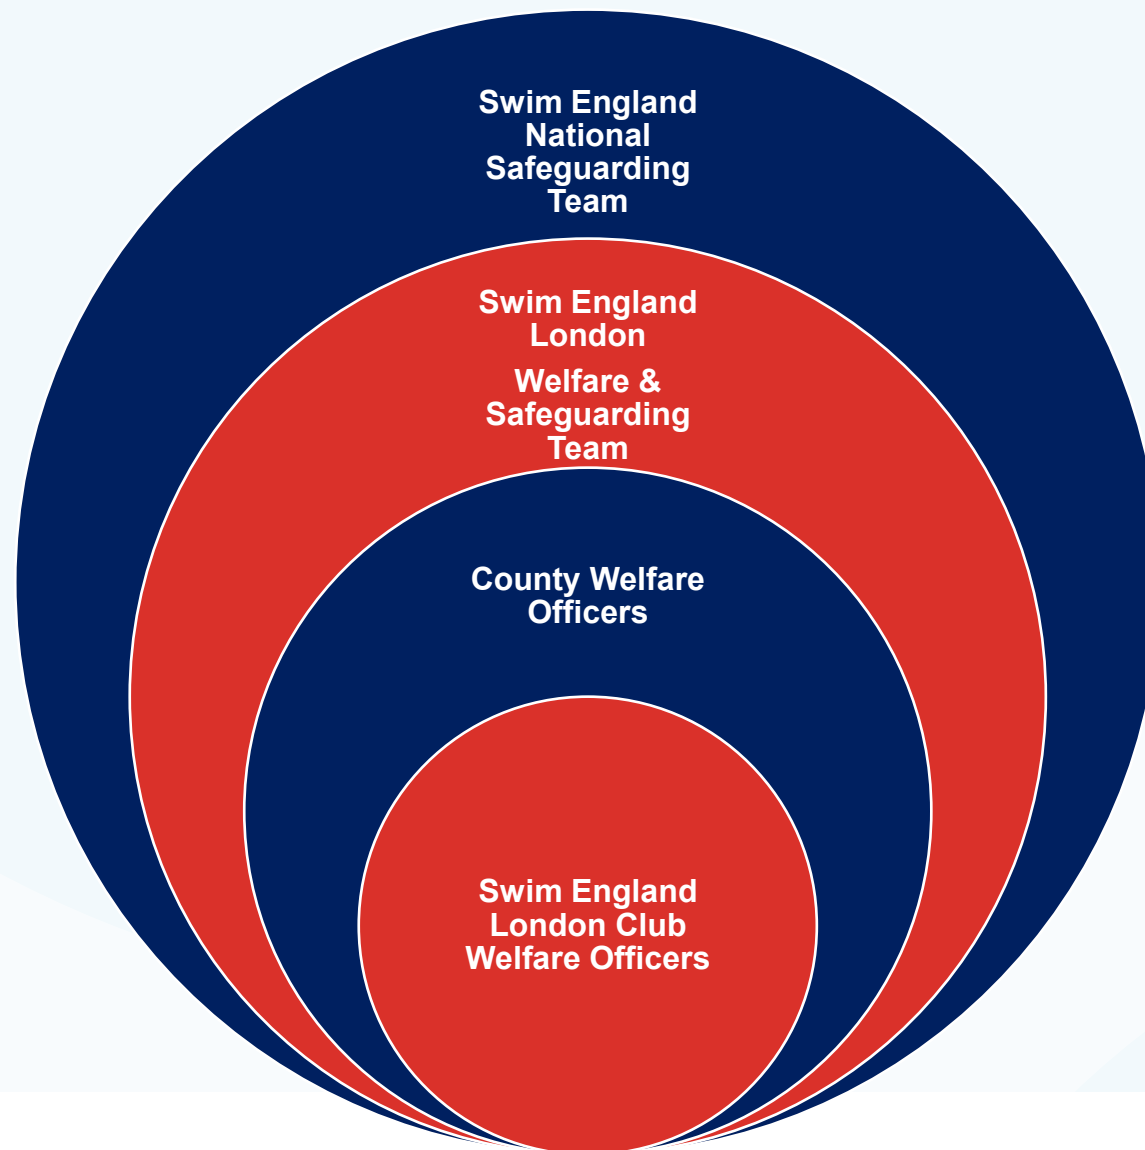 Swim England
National
Safeguarding
Team
Swim England
London
Welfare &
Safeguarding
Team
County Welfare
Officers
Swim England
London Club
Welfare Officers